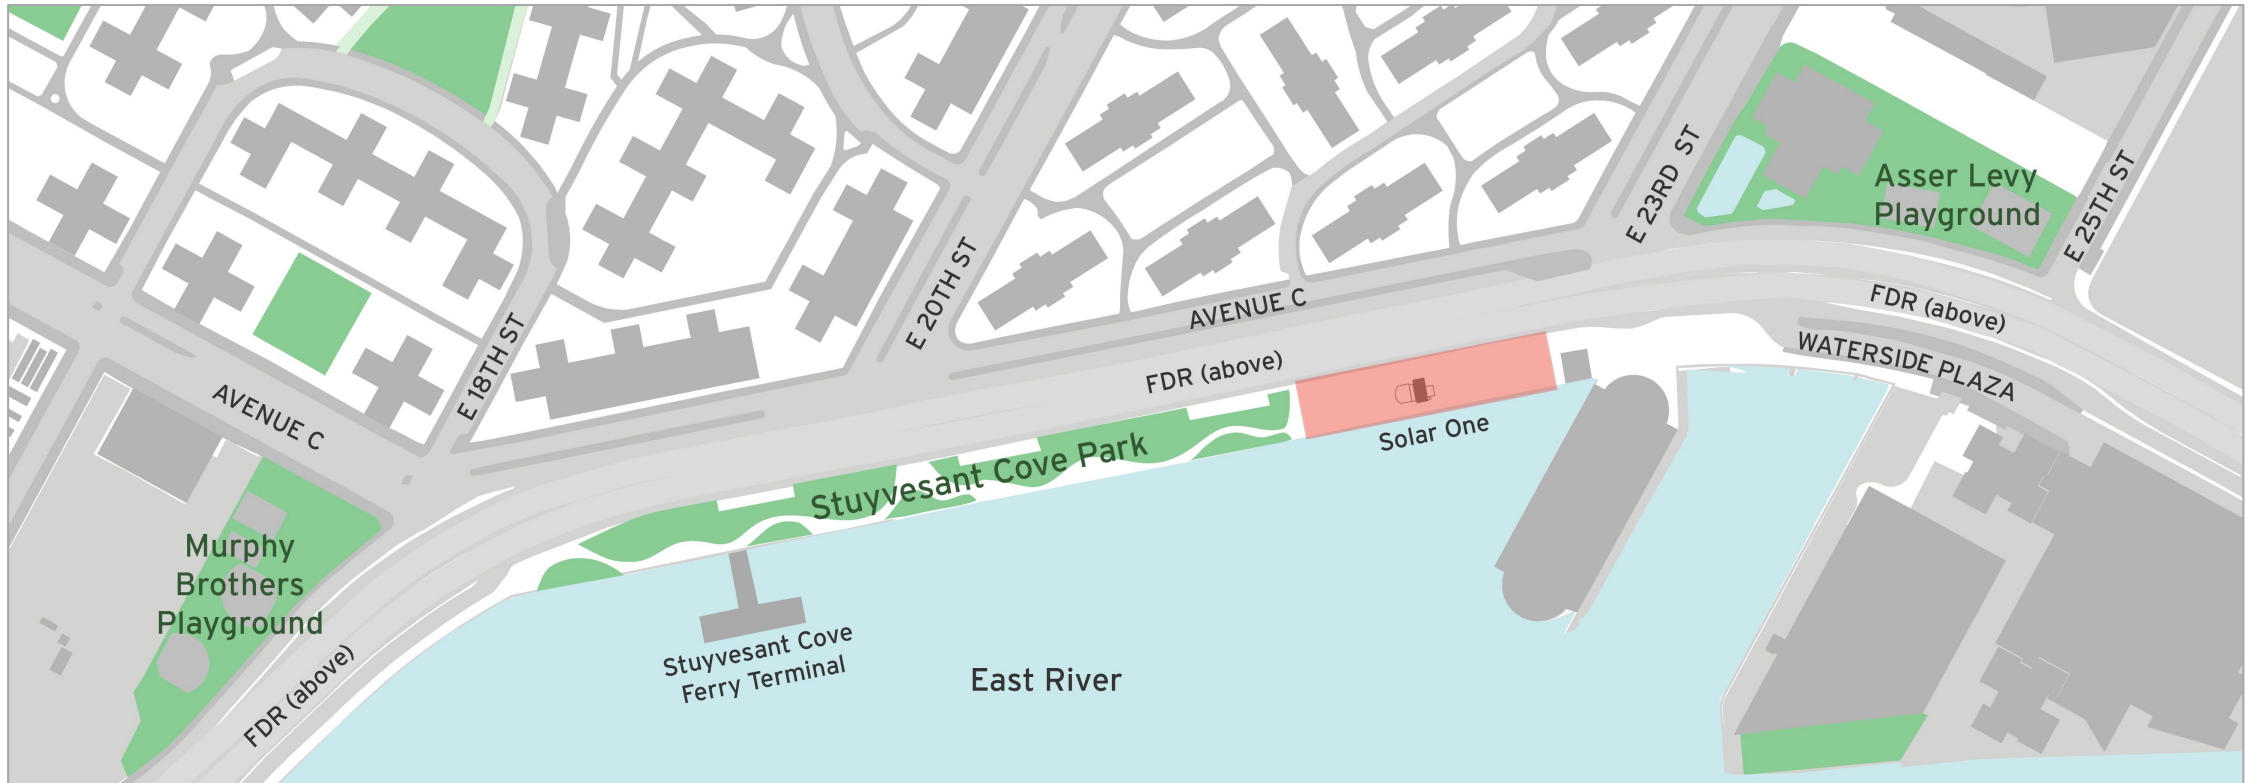 E 23RD ST
Asser Levy
Playground
E 25TH ST
E 20TH ST
AVENUE C
FDR (above)
E 18TH ST
FDR (above)
WATERSIDE PLAZA
AVENUE C
Solar One
Stuyvesant Cove Park
Murphy
Brothers
Playground
Stuyvesant Cove
Ferry Terminal
East River
FDR (above)